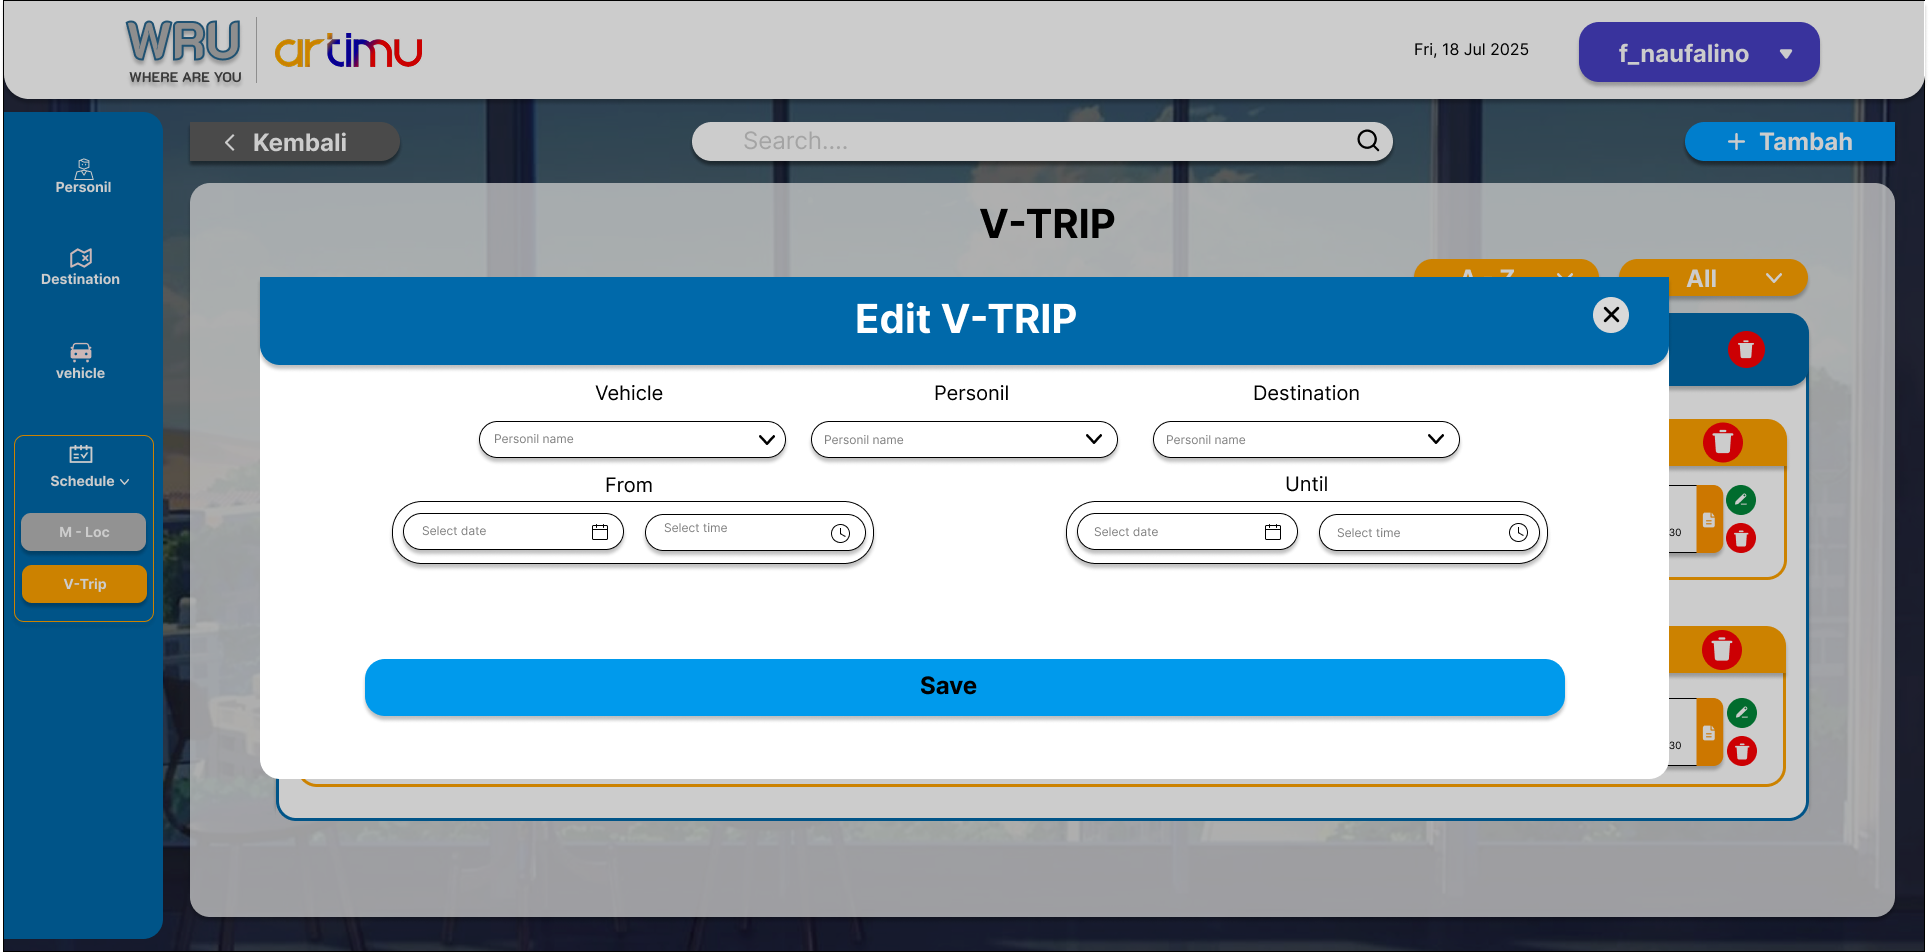 WRU
WHERE ARE YOU
artimu
Fri, 18 Jul 2025
f_naufalino
Kembali
Search....
+ Tambah
Personil
Destination
vehicle
Schedule
M - Loc
V-Trip
V-TRIP
All
Edit V-TRIP
Vehicle
Personil
Destination
Personil name
Personil name
Personil name
From
Until
Select date
Select time
Select date
Select time
30
Save
30